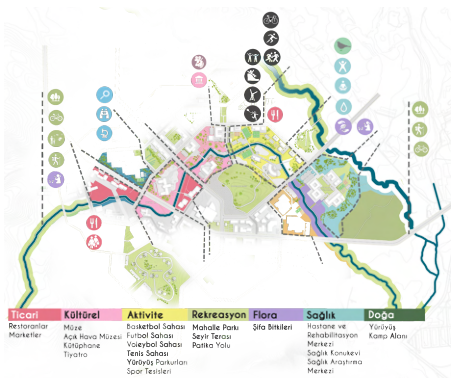 Ticari
Restoranlar
Marketler
Kültürel
Müze
Açık Hava Müzesi
Kütüphane
Tiyatro
Aktivite
Basketbol Sahası
Futbol Sahası
Voleybol Sahası
Tenis Sahası
Yürüyüş Parkurları
Spor Tesisleri
Rekreasyon
Mahalle Parkı
Seyir Terası
Patika Yolu
Flora
Şifa Bitkileri
Sağlık
Hastane ve
Rehabilitasyon
Merkezi
Sağlık Konukevi
Sağlık Araştırma
Merkezi
Doğa
Yürüyüş
Kamp Alanı